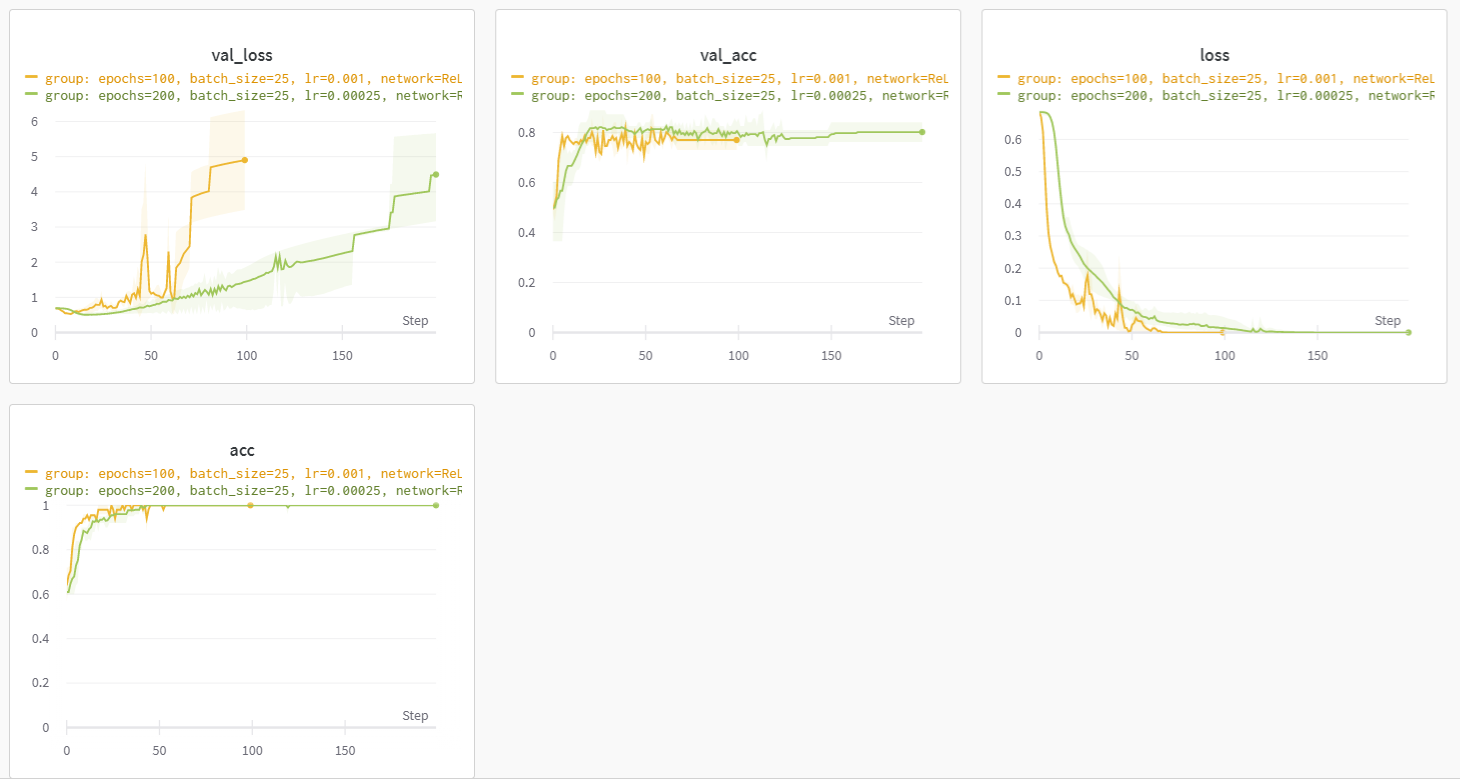 val_loss
group: epochs=100, batch_size=25, lr=0.001, network=ReL
group: epochs=200, batch_size=25, lr=0.00025, network=R
6
5
4
3
2
1
0
Step
0 50 100 150
val_acc
group: epochs=100, batch_size=25, lr=0.001, network=ReL
group: epochs=200, batch_size=25, lr=0.00025, network=R
0.8
0.6
0.4
0.2
0
Step
0 50 100 150
loss
group: epochs=100, batch_size=25, lr=0.001, network=ReL
group: epochs=200, batch_size=25, lr=0.00025, network=R
0.6
0.5
0.4
0.3
0.2
0.1
0
Step
0 50 100 150
acc
group: epochs=100, batch_size=25, lr=0.001, network=ReL
group: epochs=200, batch_size=25, lr=0.00025, network=R
1
0.8
0.6
0.4
0.2
0
Step
0 50 100 150